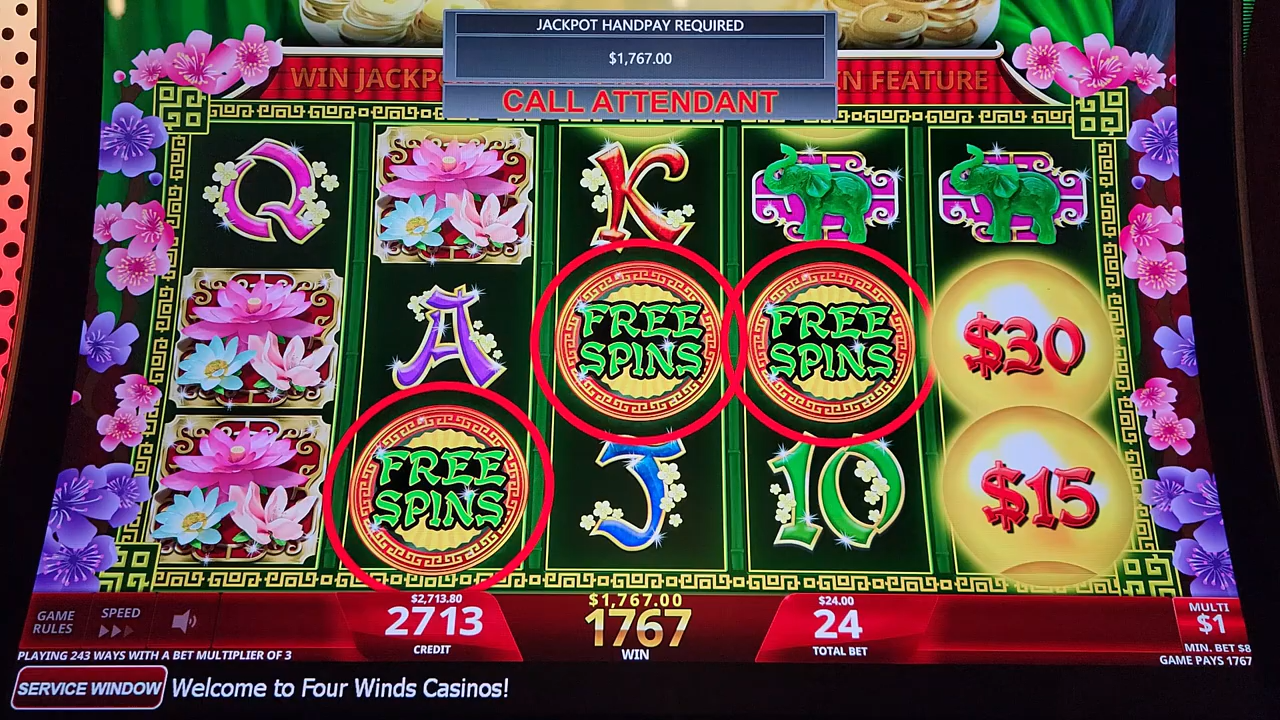 JACKPOT HANDPAY REQUIRED
$1,767.00
CALL ATTENDANT
WIN JACKP
N FEATURE
Q
K
A
FREE
SPINS
FREE
SPINS
$30
FREE
SPINS
J
10
$15
GAME
RULES
SPEED
$2,713.80
2713
CREDIT
$1,767.00
1767
WIN
$24.00
24
TOTAL BET
MULTI
$1
MIN. BET $8
PLAYING 243 WAYS WITH A BET MULTIPLIER OF 3
GAME PAYS 1767
SERVICE WINDOW
Welcome to Four Winds Casinos!